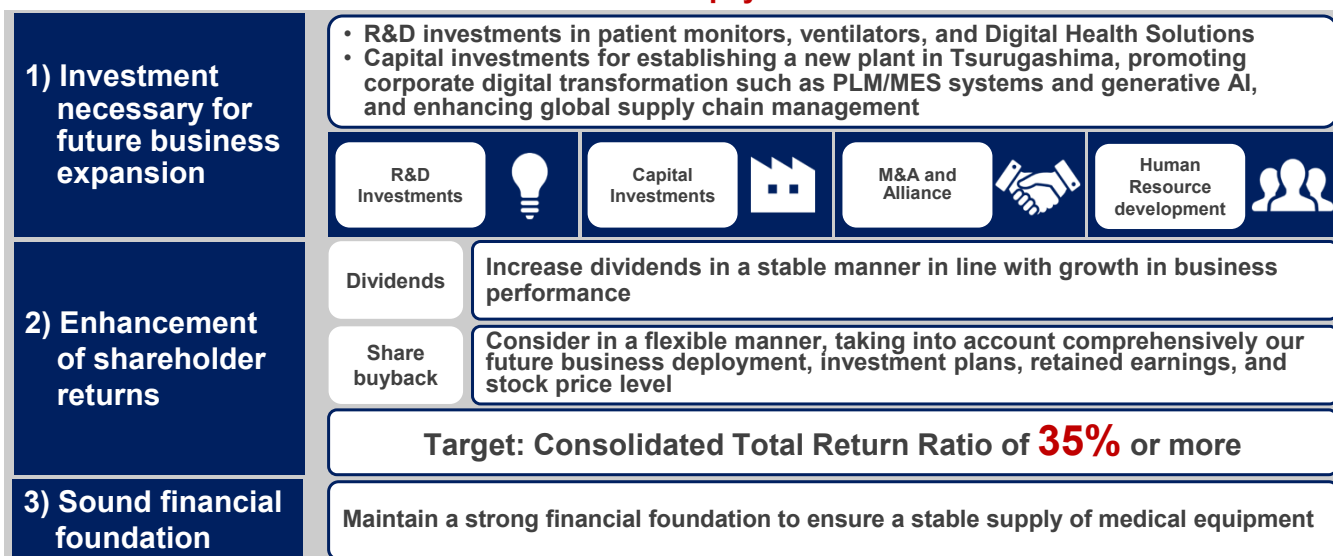 1) Investment
necessary for
future business
expansion
• R&D investments in patient monitors, ventilators, and Digital Health Solutions
• Capital investments for establishing a new plant in Tsurugashima, promoting
corporate digital transformation such as PLM/MES systems and generative AI,
and enhancing global supply chain management
R&D
Investments
Capital
Investments
M&A and
Alliance
Human
Resource
development
2) Enhancement
of shareholder
returns
Dividends
Increase dividends in a stable manner in line with growth in business
performance
Share
buyback
Consider in a flexible manner, taking into account comprehensively our
future business deployment, investment plans, retained earnings, and
stock price level
Target: Consolidated Total Return Ratio of 35% or more
3) Sound financial
foundation
Maintain a strong financial foundation to ensure a stable supply of medical equipment